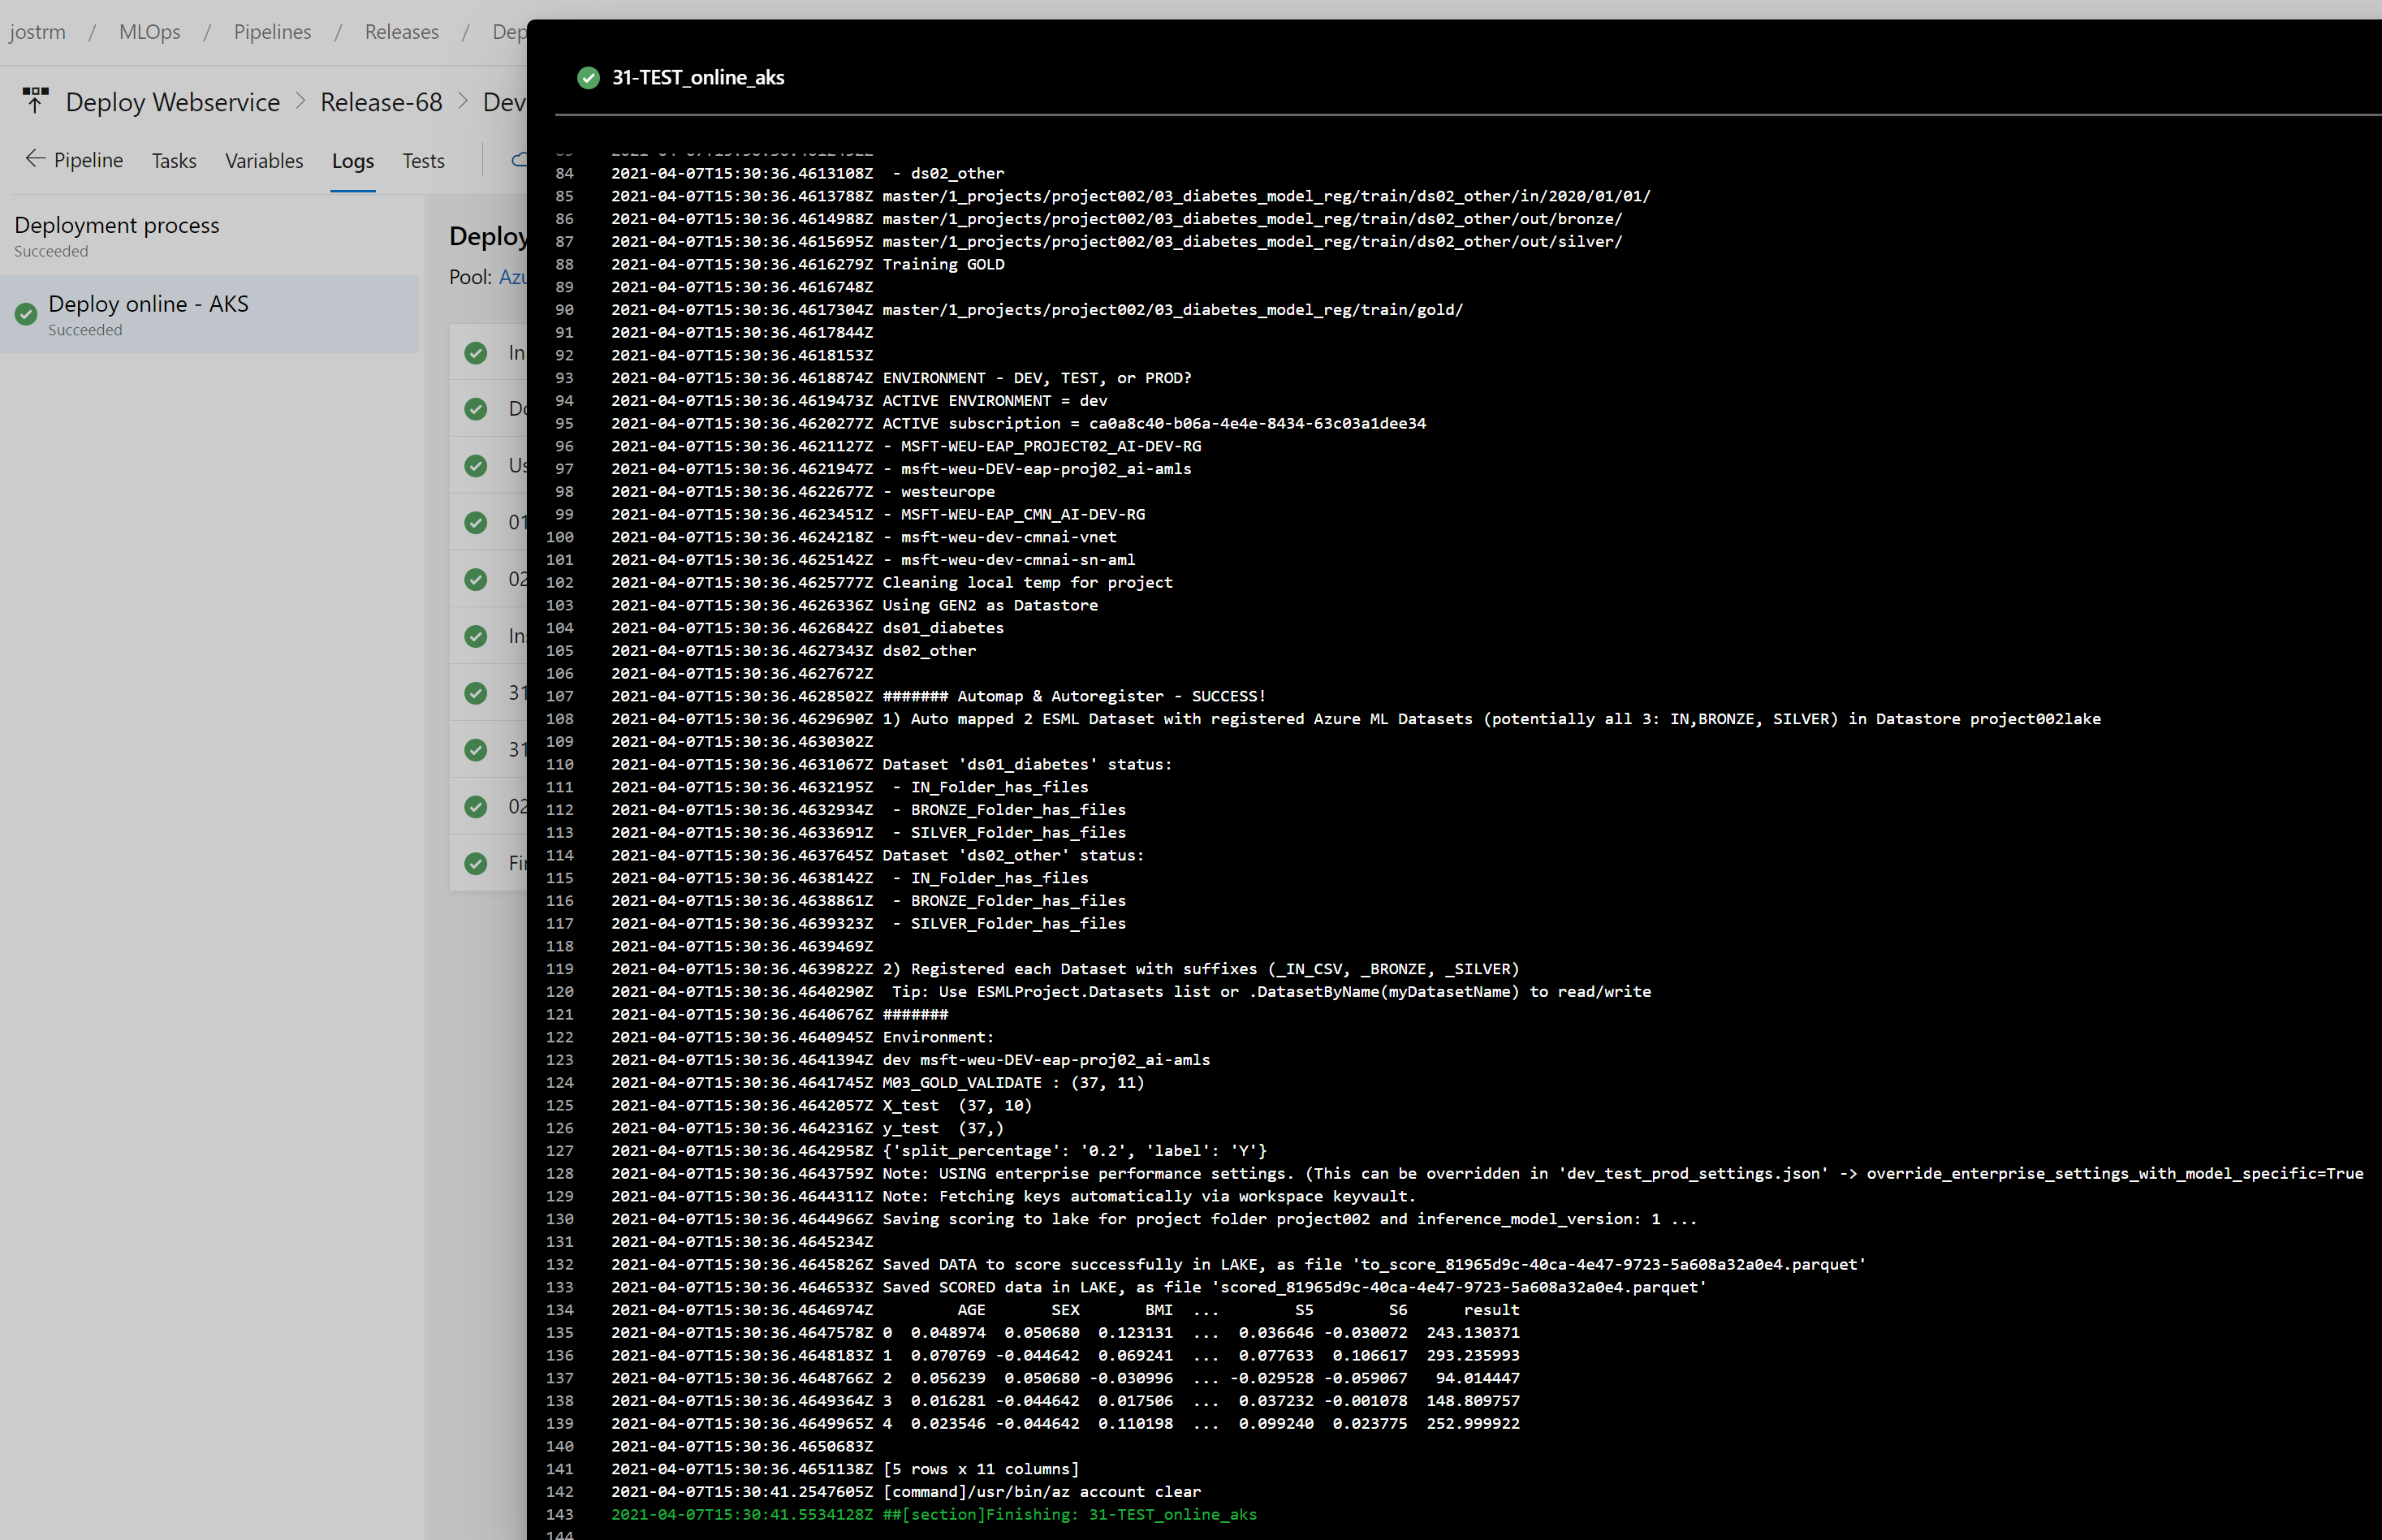 jostrm / MLOps / Pipelines / Releases / Dep
Deploy Webservice > Release-68 > Dev
← Pipeline Tasks Variables Logs Tests
Deployment process
Succeeded
Deploy online - AKS
Succeeded
Deploy
Pool: Azu
In
Do
Us
01
02
Ins
31
31
02
Fin
31-TEST_online_aks
84 2021-04-07T15:30:36.4613108Z  - ds02_other
85 2021-04-07T15:30:36.4613788Z master/1_projects/project002/03_diabetes_model_reg/train/ds02_other/in/2020/01/01/
86 2021-04-07T15:30:36.4614988Z master/1_projects/project002/03_diabetes_model_reg/train/ds02_other/out/bronze/
87 2021-04-07T15:30:36.4615695Z master/1_projects/project002/03_diabetes_model_reg/train/ds02_other/out/silver/
88 2021-04-07T15:30:36.4616279Z Training GOLD
89 2021-04-07T15:30:36.4616748Z
90 2021-04-07T15:30:36.4617304Z master/1_projects/project002/03_diabetes_model_reg/train/gold/
91 2021-04-07T15:30:36.4617844Z
92 2021-04-07T15:30:36.4618153Z
93 2021-04-07T15:30:36.4618874Z ENVIRONMENT - DEV, TEST, or PROD?
94 2021-04-07T15:30:36.4619473Z ACTIVE ENVIRONMENT = dev
95 2021-04-07T15:30:36.4620277Z ACTIVE subscription = ca0a8c40-b06a-4e4e-8434-63c03a1dee34
96 2021-04-07T15:30:36.4621127Z - MSFT-WEU-EAP_PROJECT02_AI-DEV-RG
97 2021-04-07T15:30:36.4621947Z - msft-weu-DEV-eap-proj02_ai-amls
98 2021-04-07T15:30:36.4622677Z - westeurope
99 2021-04-07T15:30:36.4623451Z - MSFT-WEU-EAP_CMN_AI-DEV-RG
100 2021-04-07T15:30:36.4624218Z - msft-weu-dev-cmnai-vnet
101 2021-04-07T15:30:36.4625142Z - msft-weu-dev-cmnai-sn-aml
102 2021-04-07T15:30:36.4625777Z Cleaning local temp for project
103 2021-04-07T15:30:36.4626336Z Using GEN2 as Datastore
104 2021-04-07T15:30:36.4626842Z ds01_diabetes
105 2021-04-07T15:30:36.4627343Z ds02_other
106 2021-04-07T15:30:36.4627672Z
107 2021-04-07T15:30:36.4628502Z ####### Automap & Autoregister - SUCCESS!
108 2021-04-07T15:30:36.4629690Z 1) Auto mapped 2 ESML Dataset with registered Azure ML Datasets (potentially all 3: IN,BRONZE, SILVER) in Datastore project002lake
109 2021-04-07T15:30:36.4630302Z
110 2021-04-07T15:30:36.4631067Z Dataset 'ds01_diabetes' status:
111 2021-04-07T15:30:36.4632195Z  - IN_Folder_has_files
112 2021-04-07T15:30:36.4632934Z  - BRONZE_Folder_has_files
113 2021-04-07T15:30:36.4633691Z  - SILVER_Folder_has_files
114 2021-04-07T15:30:36.4637645Z Dataset 'ds02_other' status:
115 2021-04-07T15:30:36.4638142Z  - IN_Folder_has_files
116 2021-04-07T15:30:36.4638861Z  - BRONZE_Folder_has_files
117 2021-04-07T15:30:36.4639323Z  - SILVER_Folder_has_files
118 2021-04-07T15:30:36.4639469Z
119 2021-04-07T15:30:36.4639822Z 2) Registered each Dataset with suffixes (_IN_CSV, _BRONZE, _SILVER)
120 2021-04-07T15:30:36.4640290Z  Tip: Use ESMLProject.Datasets list or .DatasetByName(myDatasetName) to read/write
121 2021-04-07T15:30:36.4640676Z #######
122 2021-04-07T15:30:36.4640945Z Environment:
123 2021-04-07T15:30:36.4641394Z dev msft-weu-DEV-eap-proj02_ai-amls
124 2021-04-07T15:30:36.4641745Z M03_GOLD_VALIDATE : (37, 11)
125 2021-04-07T15:30:36.4642057Z X_test  (37, 10)
126 2021-04-07T15:30:36.4642316Z y_test  (37,)
127 2021-04-07T15:30:36.4642958Z {'split_percentage': '0.2', 'label': 'Y'}
128 2021-04-07T15:30:36.4643759Z Note: USING enterprise performance settings. (This can be overridden in 'dev_test_prod_settings.json' -> override_enterprise_settings_with_model_specific=True
129 2021-04-07T15:30:36.4644311Z Note: Fetching keys automatically via workspace keyvault.
130 2021-04-07T15:30:36.4644966Z Saving scoring to lake for project folder project002 and inference_model_version: 1 ...
131 2021-04-07T15:30:36.4645234Z
132 2021-04-07T15:30:36.4645826Z Saved DATA to score successfully in LAKE, as file 'to_score_81965d9c-40ca-4e47-9723-5a608a32a0e4.parquet'
133 2021-04-07T15:30:36.4646533Z Saved SCORED data in LAKE, as file 'scored_81965d9c-40ca-4e47-9723-5a608a32a0e4.parquet'
134 2021-04-07T15:30:36.4646974Z         AGE       SEX       BMI  ...        S5        S6      result
135 2021-04-07T15:30:36.4647578Z 0  0.048974  0.050680  0.123131  ...  0.036646 -0.030072  243.130371
136 2021-04-07T15:30:36.4648183Z 1  0.070769 -0.044642  0.069241  ...  0.077633  0.106617  293.235993
137 2021-04-07T15:30:36.4648766Z 2  0.056239  0.050680 -0.030996  ... -0.029528 -0.059067   94.014447
138 2021-04-07T15:30:36.4649364Z 3  0.016281 -0.044642  0.017506  ...  0.037232 -0.001078  148.809757
139 2021-04-07T15:30:36.4649965Z 4  0.023546 -0.044642  0.110198  ...  0.099240  0.023775  252.999922
140 2021-04-07T15:30:36.4650683Z
141 2021-04-07T15:30:36.4651138Z [5 rows x 11 columns]
142 2021-04-07T15:30:41.2547605Z [command]/usr/bin/az account clear
143 2021-04-07T15:30:41.5534128Z ##[section]Finishing: 31-TEST_online_aks
144